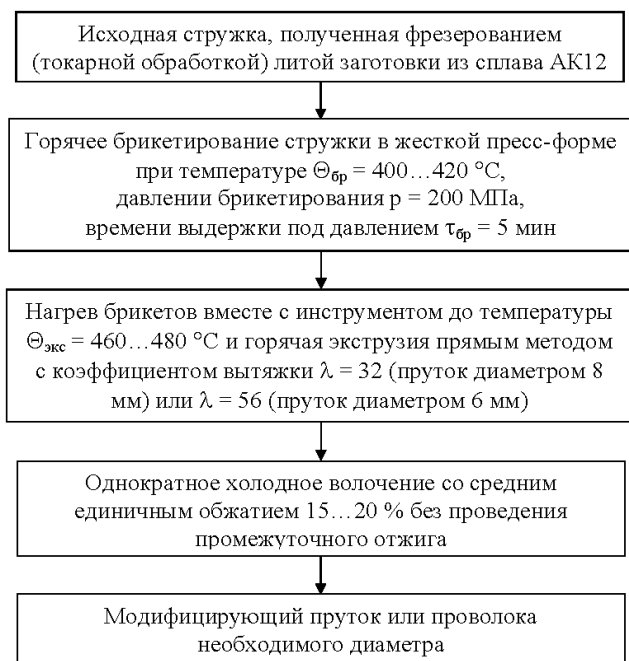 Исходная стружка, полученная фрезерованием
(токарной обработкой) литой заготовки из сплава АК12
Горячее брикетирование стружки в жесткой пресс-форме
при температуре Θбр = 400…420 °С,
давлении брикетирования р = 200 МПа,
времени выдержки под давлением τбр = 5 мин
Нагрев брикетов вместе с инструментом до температуры
Θэкс = 460…480 °С и горячая экструзия прямым методом
с коэффициентом вытяжки λ = 32 (пруток диаметром 8
мм) или λ = 56 (пруток диаметром 6 мм)
Однократное холодное волочение со средним
единичным обжатием 15…20 % без проведения
промежуточного отжига
Модифицирующий пруток или проволока
необходимого диаметра